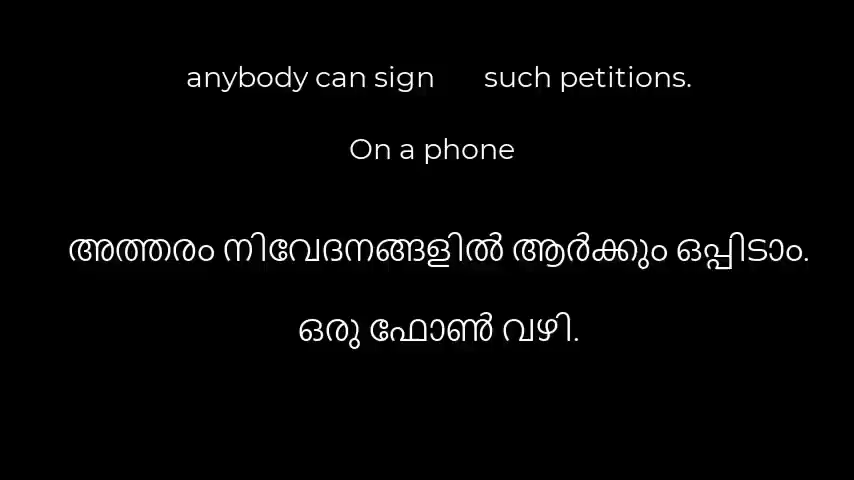 anybody can sign such petitions.
On a phone
അത്തരം നിവേദനങ്ങളിൽ ആർക്കും ഒപ്പിടാം.
ഒരു ഫോൺ വഴി.